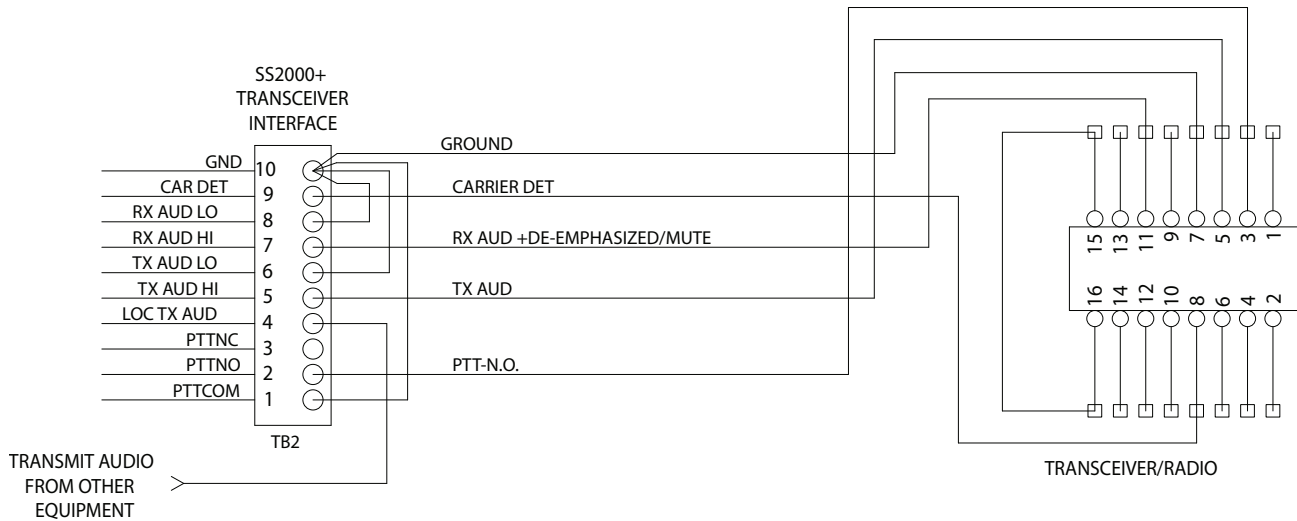 SS2000+
TRANSCEIVER
INTERFACE
GND 10 GROUND
CAR DET 9 CARRIER DET
RX AUD LO 8
RX AUD HI 7 RX AUD +DE-EMPHASIZED/MUTE
TX AUD LO 6
TX AUD HI 5 TX AUD
LOC TX AUD 4
PTTNC 3
PTTNO 2 PTT-N.O.
PTTCOM 1
TB2
TRANSMIT AUDIO
FROM OTHER
EQUIPMENT
15 13 11 9 7 5 3 1
16 14 12 10 8 6 4 2
TRANSCEIVER/RADIO